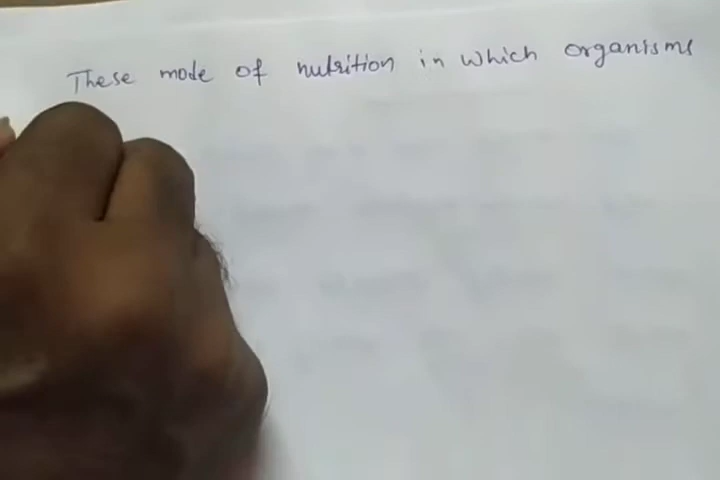 These mode of nutrition in which organisms